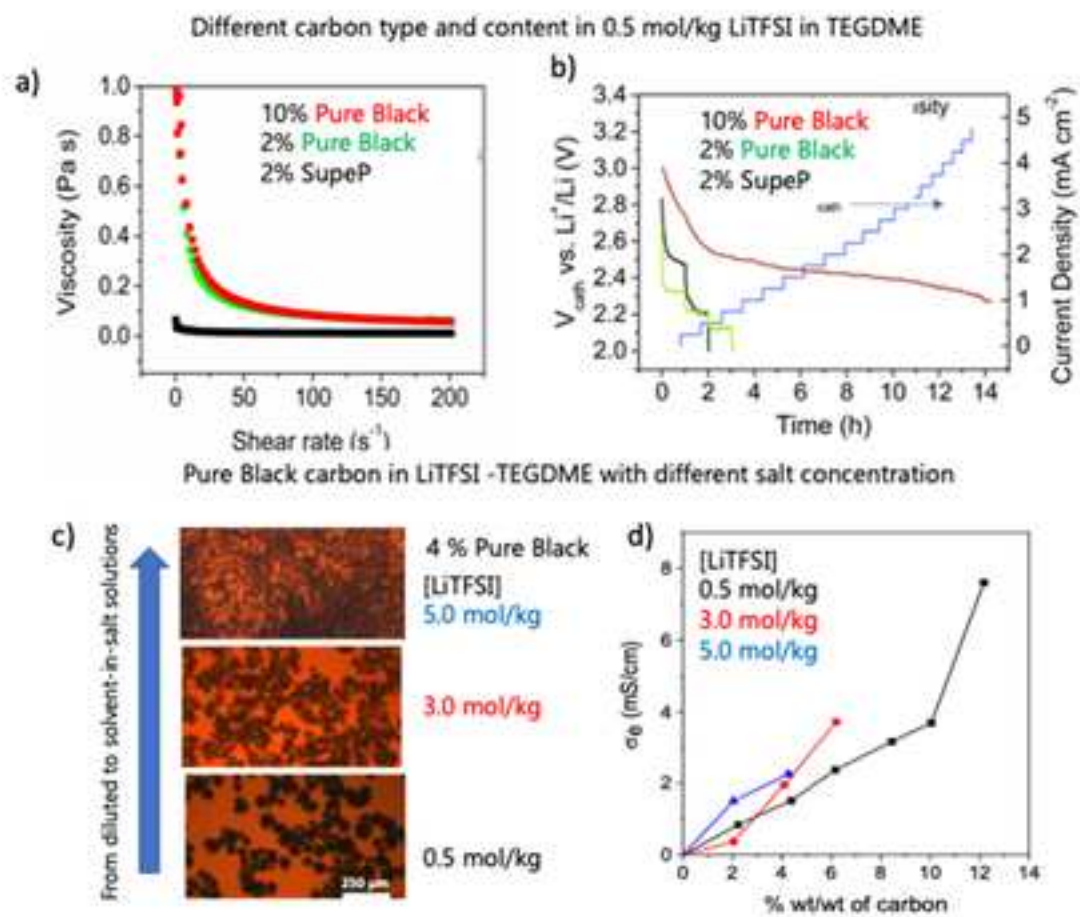 Different carbon type and content in 0.5 mol/kg LiTFSI in TEGDME
a)
1.0
0.8
0.6
0.4
0.2
0.0
Viscosity (Pa s)
10% Pure Black
2% Pure Black
2% SupeP
0 50 100 150 200
Shear rate (s⁻¹)
b)
3.4
3.2
3.0
2.8
2.6
2.4
2.2
2.0
V_cath vs. Li⁺/Li (V)
10% Pure Black
2% Pure Black
2% SupeP
isity
cath
5
4
3
2
1
0
Current Density (mA cm⁻²)
0 2 4 6 8 10 12 14
Time (h)
Pure Black carbon in LiTFSI -TEGDME with different salt concentration
c)
From diluted to solvent-in-salt solutions
4 % Pure Black
[LiTFSI]
5.0 mol/kg
3.0 mol/kg
0.5 mol/kg
250 μm
d)
[LiTFSI]
0.5 mol/kg
3.0 mol/kg
5.0 mol/kg
8
6
4
2
0
(mS/cm)
0 2 4 6 8 10 12 14
% wt/wt of carbon